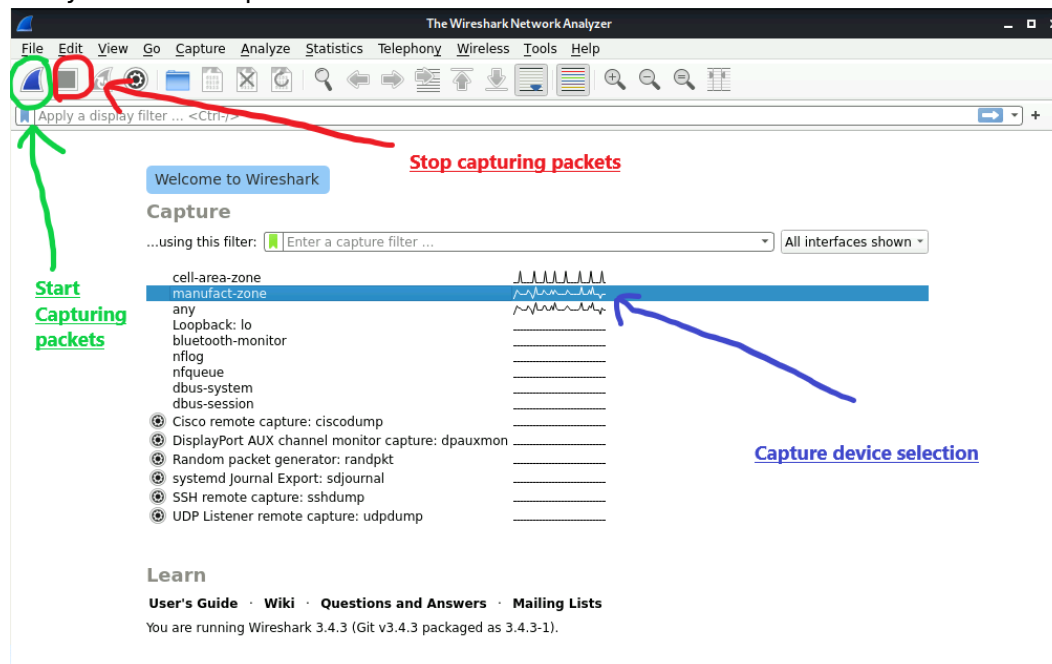 The Wireshark Network Analyzer
File Edit View Go Capture Analyze Statistics Telephony Wireless Tools Help
Apply a display filter ... <Ctrl-/>
+
Stop capturing packets
Welcome to Wireshark
Capture
...using this filter: Enter a capture filter ... All interfaces shown
cell-area-zone
manufact-zone
any
Loopback: lo
bluetooth-monitor
nflog
nfqueue
dbus-system
dbus-session
Cisco remote capture: ciscodump
DisplayPort AUX channel monitor capture: dpauxmon
Random packet generator: randpkt
systemd Journal Export: sdjournal
SSH remote capture: sshdump
UDP Listener remote capture: udpdump
Start
Capturing
packets
Capture device selection
Learn
User's Guide · Wiki · Questions and Answers · Mailing Lists
You are running Wireshark 3.4.3 (Git v3.4.3 packaged as 3.4.3-1).